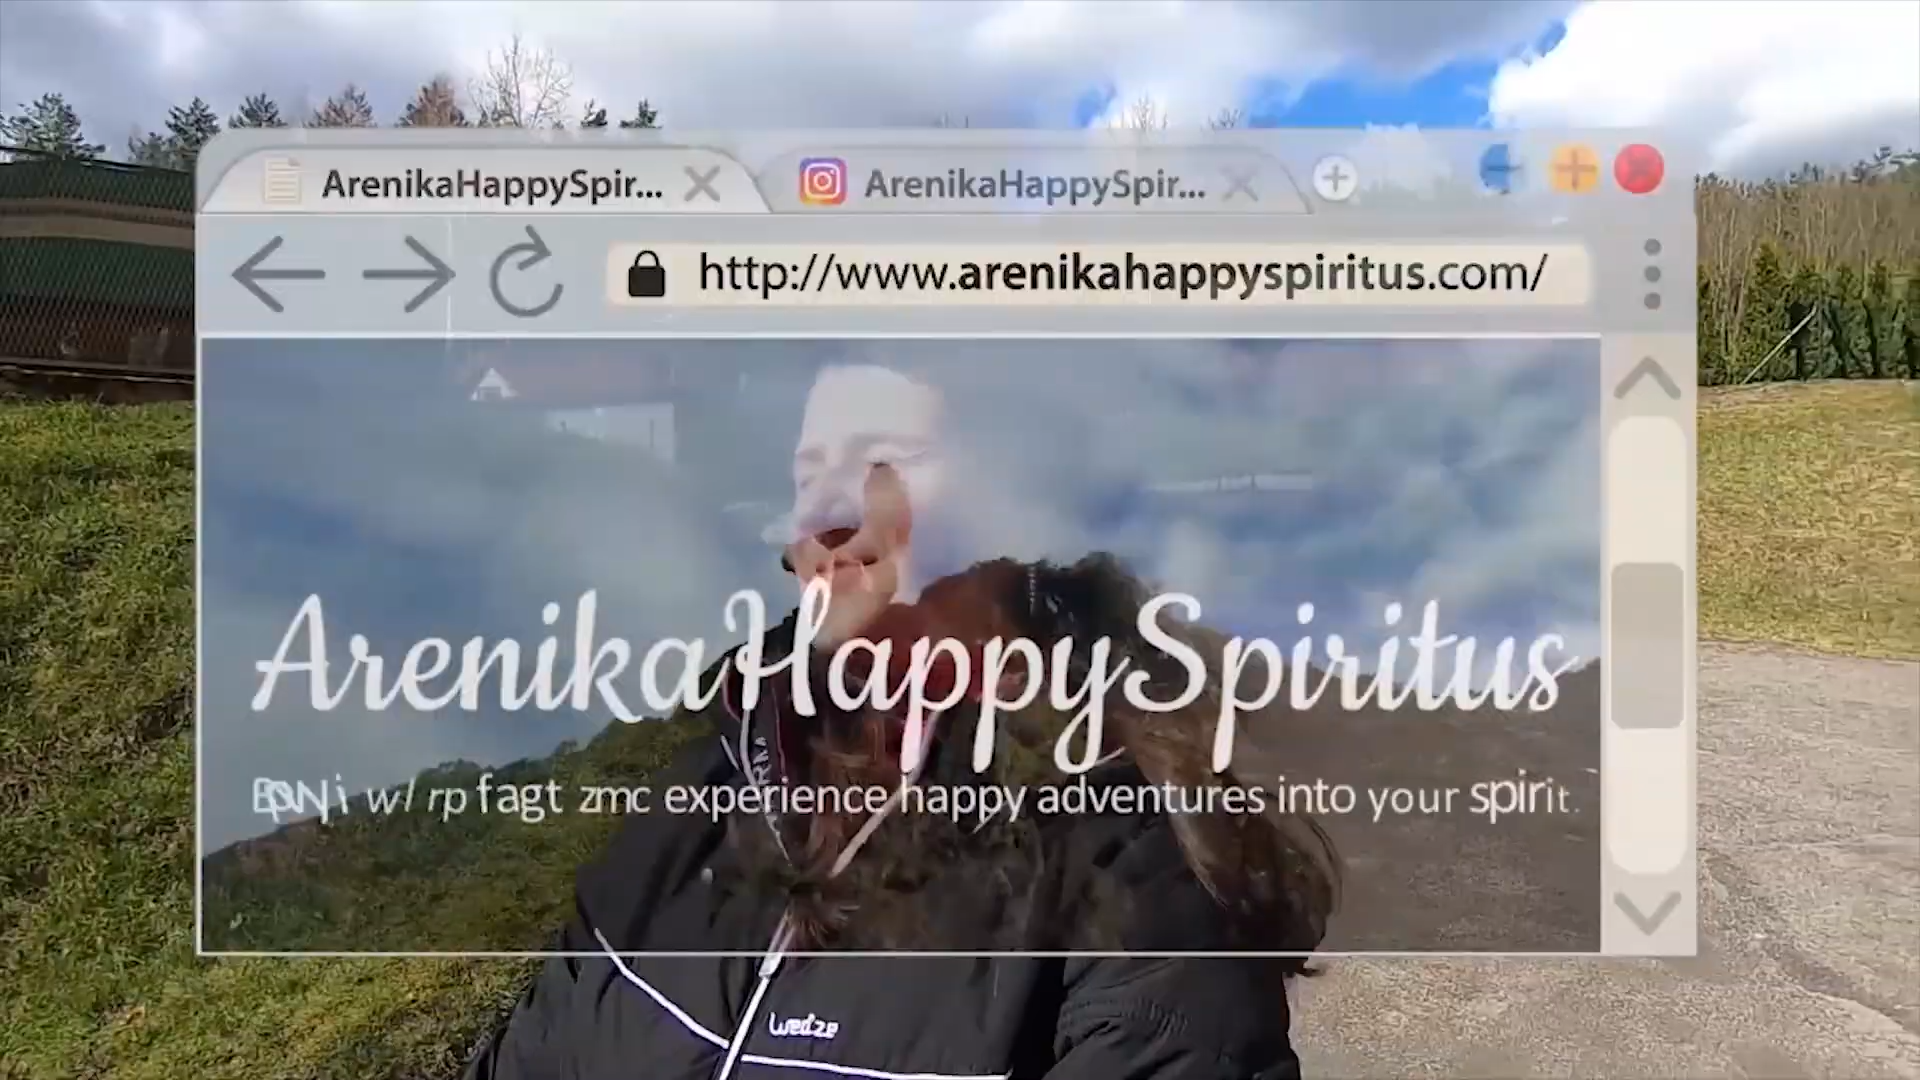 ArenikaHappySpir... ArenikaHappySpir...
http://www.arenikahappyspiritus.com/
ArenikaHappySpiritus
experience happy adventures into your spirit.
wedze